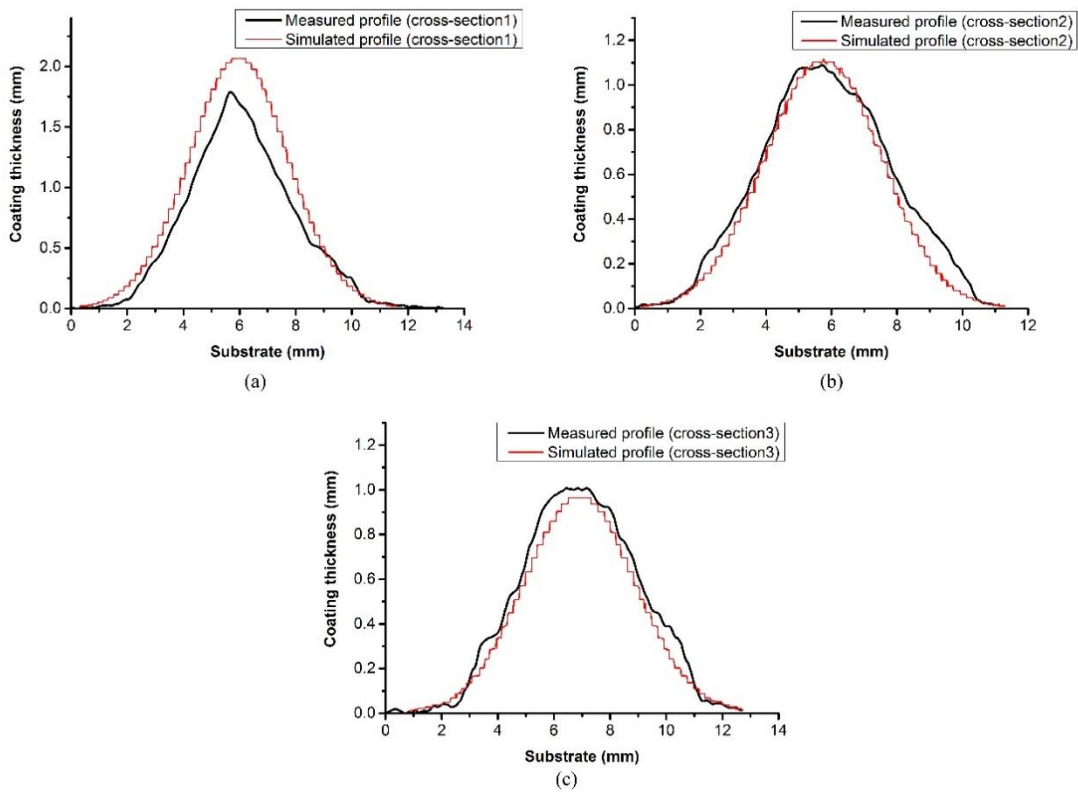 Measured profile (cross-section1)
Simulated profile (cross-section1)
Coating thickness (mm)
2.0
1.5
1.0
0.5
0.0
0 2 4 6 8 10 12 14
Substrate (mm)
(a)
Measured profile (cross-section2)
Simulated profile (cross-section2)
Coating thickness (mm)
1.2
1.0
0.8
0.6
0.4
0.2
0.0
0 2 4 6 8 10 12
Substrate (mm)
(b)
Measured profile (cross-section3)
Simulated profile (cross-section3)
Coating thickness (mm)
1.2
1.0
0.8
0.6
0.4
0.2
0.0
0 2 4 6 8 10 12 14
Substrate (mm)
(c)